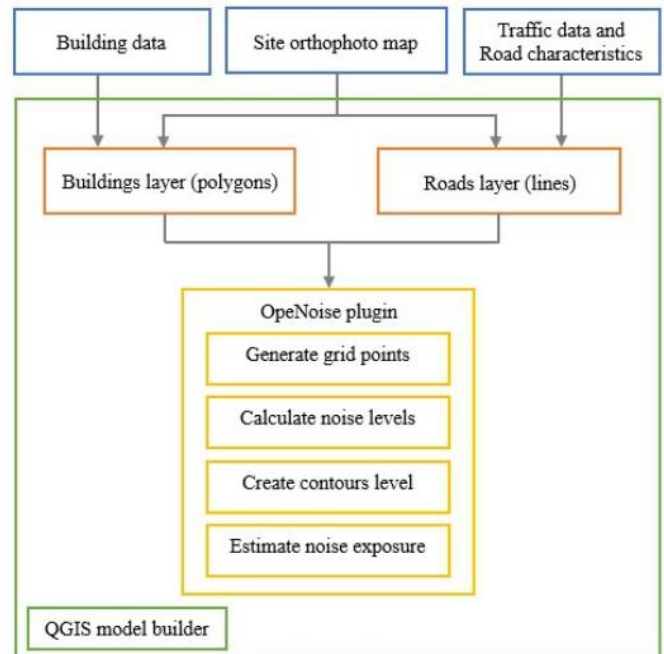 Building data
Site orthophoto map
Traffic data and
Road characteristics
Buildings layer (polygons)
Roads layer (lines)
OpeNoise plugin
Generate grid points
Calculate noise levels
Create contours level
Estimate noise exposure
QGIS model builder